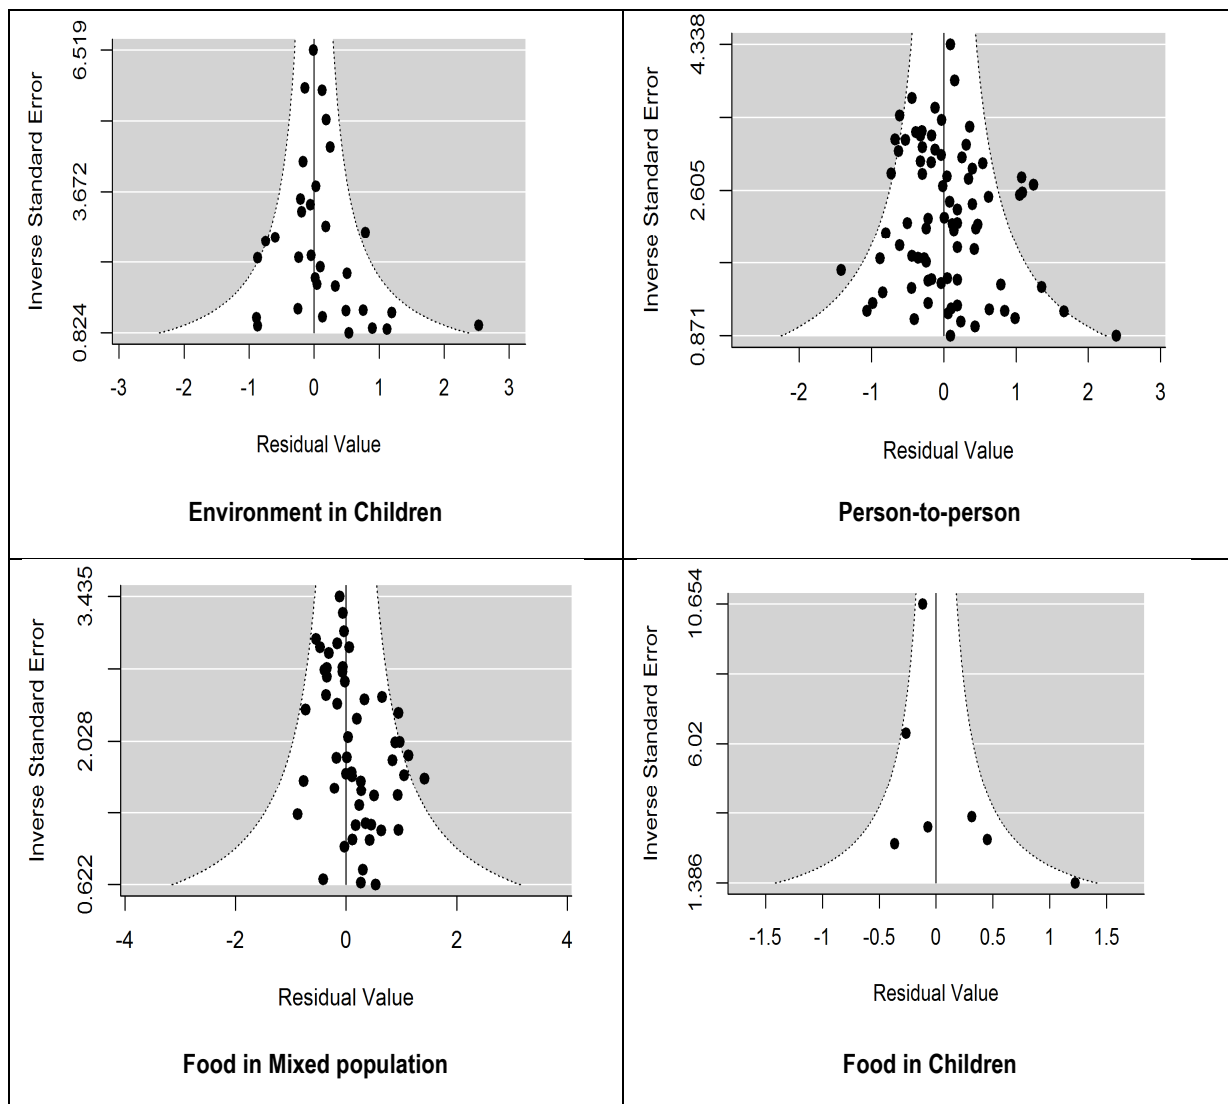 6.519
3.672
0.824
Inverse Standard Error
-3 -2 -1 0 1 2 3
Residual Value
Environment in Children
4.338
2.605
0.871
Inverse Standard Error
-2 -1 0 1 2 3
Residual Value
Person-to-person
3.435
2.028
0.622
Inverse Standard Error
-4 -2 0 2 4
Residual Value
Food in Mixed population
10.654
6.02
1.386
Inverse Standard Error
-1.5 -1 -0.5 0 0.5 1 1.5
Residual Value
Food in Children